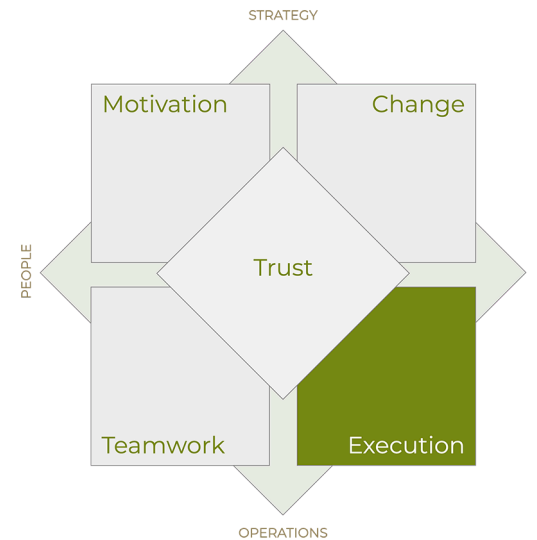 STRATEGY
Motivation
Change
PEOPLE
Trust
Teamwork
Execution
OPERATIONS